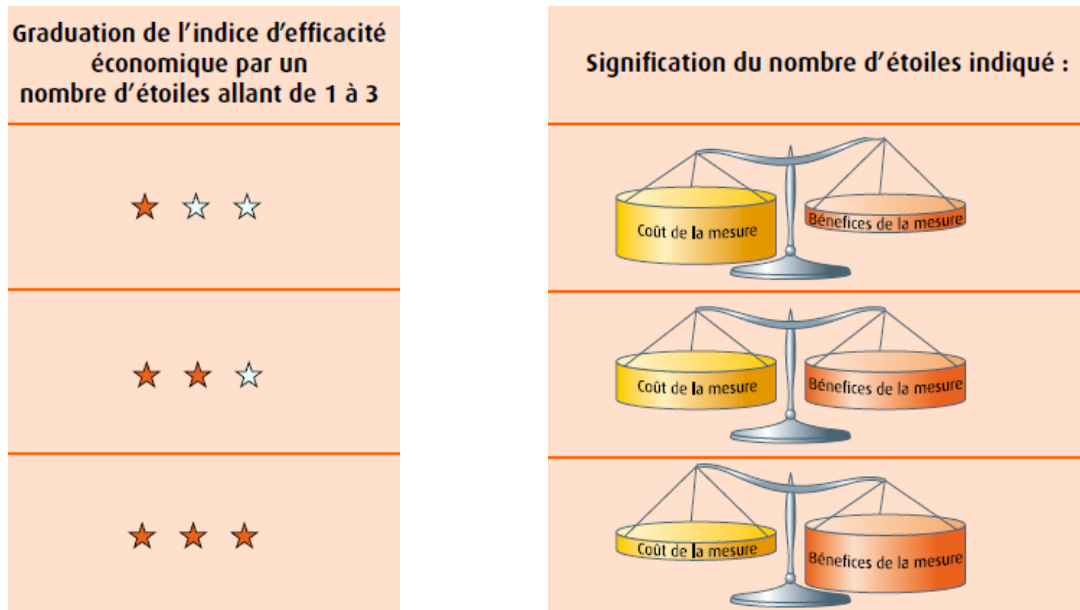 Graduation de l'indice d'efficacité
économique par un
nombre d'étoiles allant de 1 à 3
Signification du nombre d'étoiles indiqué :
Coût de la mesure
Bénefices de la mesure
Coût de la mesure
Bénefices de la mesure
Coût de la mesure
Bénefices de la mesure